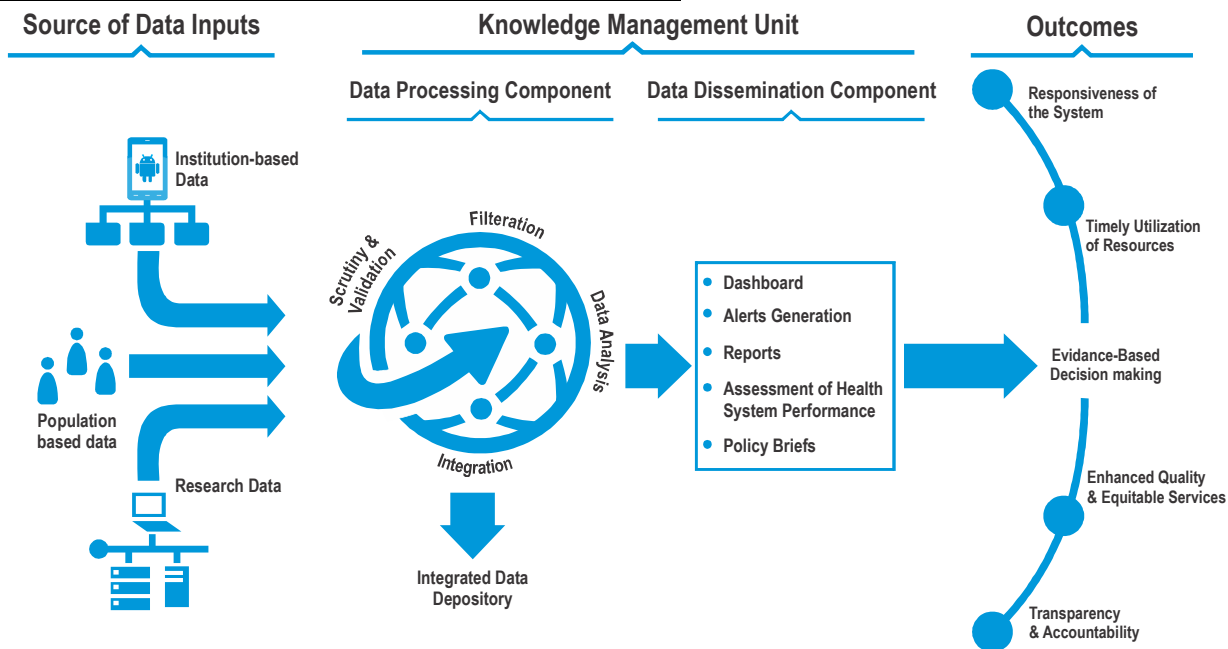 Source of Data Inputs
Knowledge Management Unit
Outcomes
Data Processing Component
Data Dissemination Component
Institution-based
Data
Population
based data
Research Data
Scrutiny &
Validation
Filteration
Data Analysis
Integration
Integrated Data
Depository
Dashboard
Alerts Generation
Reports
Assessment of Health
System Performance
Policy Briefs
Responsiveness of
the System
Timely Utilization
of Resources
Evidance-Based
Decision making
Enhanced Quality
& Equitable Services
Transparency
& Accountability